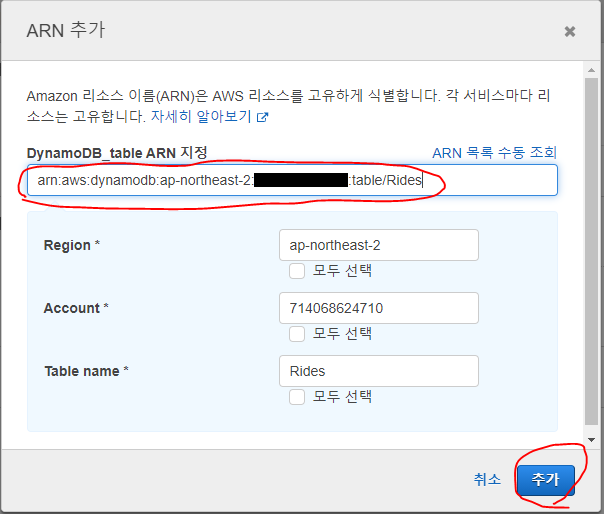 ARN 추가
Amazon 리소스 이름(ARN)은 AWS 리소스를 고유하게 식별합니다. 각 서비스마다 리
소스는 고유합니다. 자세히 알아보기
DynamoDB_table ARN 지정 ARN 목록 수동 조회
arn:aws:dynamodb:ap-northeast-2: :table/Rides
Region * ap-northeast-2
모두 선택
Account * 714068624710
모두 선택
Table name * Rides
모두 선택
취소 추가